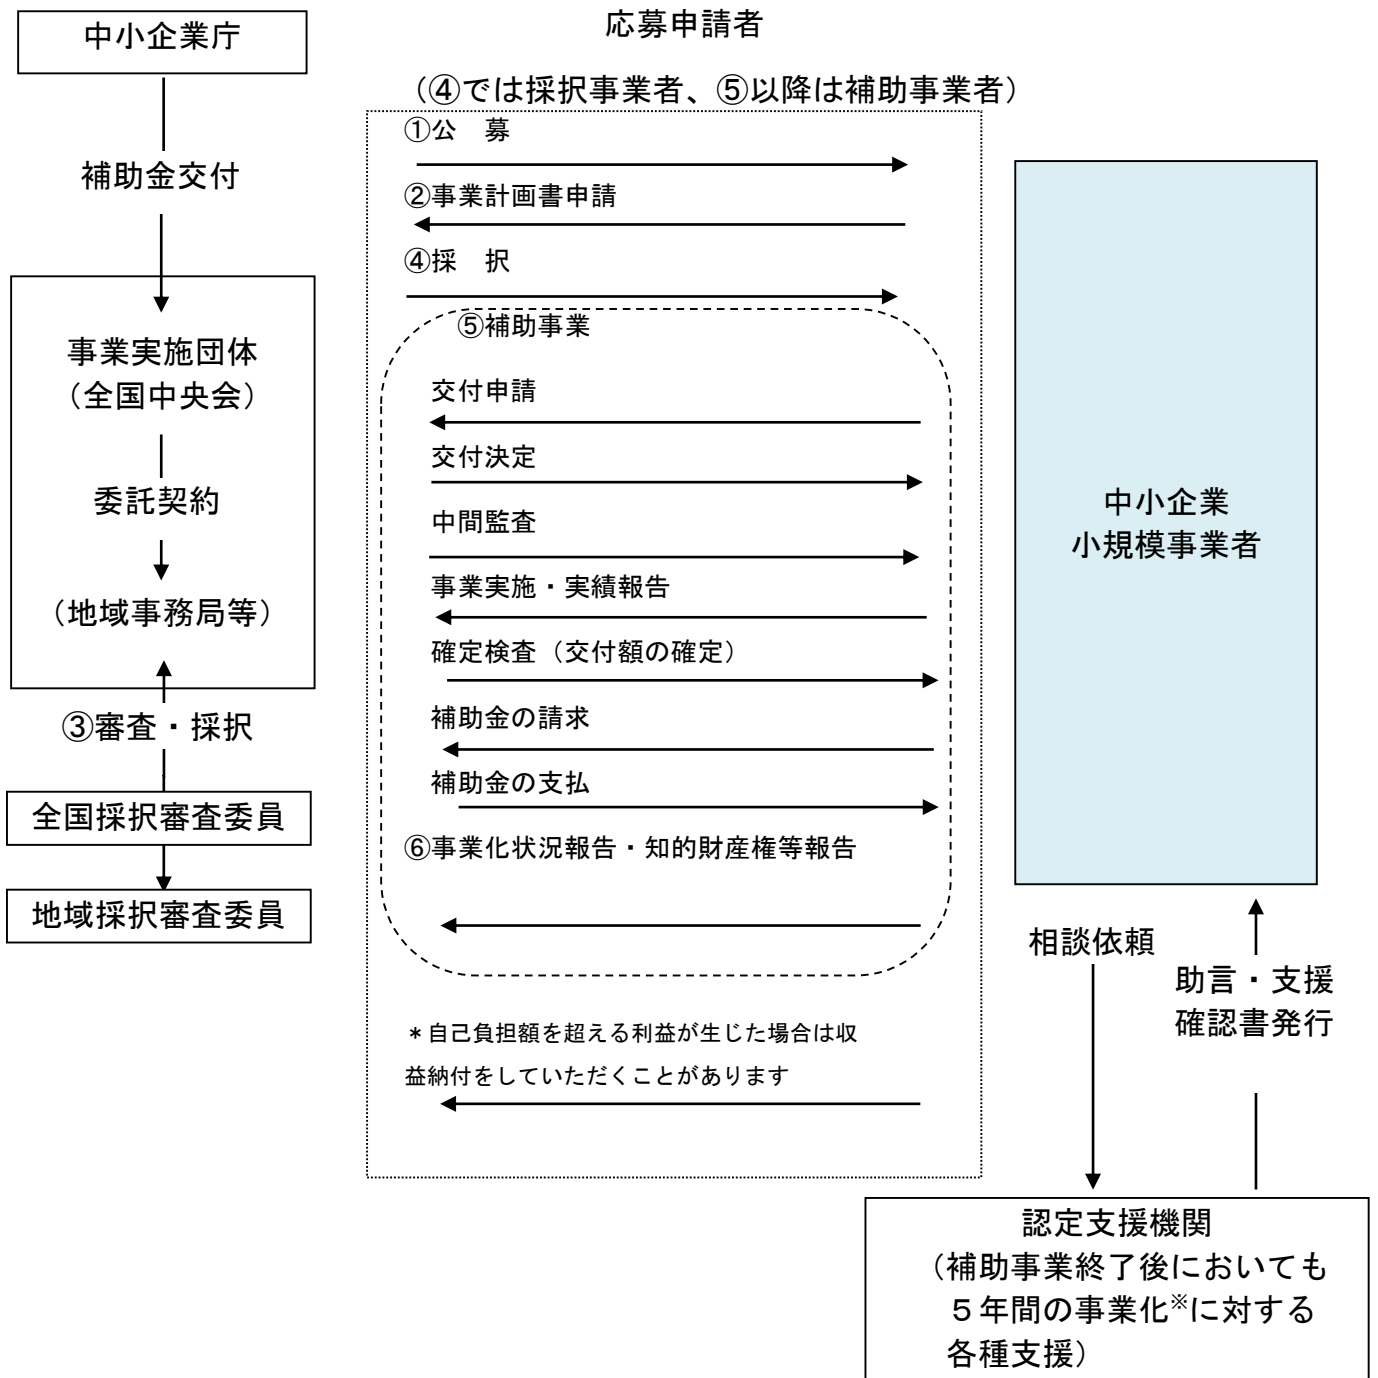 中小企業庁
補助金交付
事業実施団体
（全国中央会）
委託契約
（地域事務局等）
③審査・採択
全国採択審査委員
地域採択審査委員
応募申請者
（④では採択事業者、⑤以降は補助事業者）
①公　募
②事業計画書申請
④採　択
⑤補助事業
交付申請
交付決定
中間監査
事業実施・実績報告
確定検査（交付額の確定）
補助金の請求
補助金の支払
⑥事業化状況報告・知的財産権等報告
＊自己負担額を超える利益が生じた場合は収
益納付をしていただくことがあります
中小企業
小規模事業者
相談依頼
助言・支援
確認書発行
認定支援機関
（補助事業終了後においても
５年間の事業化※に対する
各種支援）